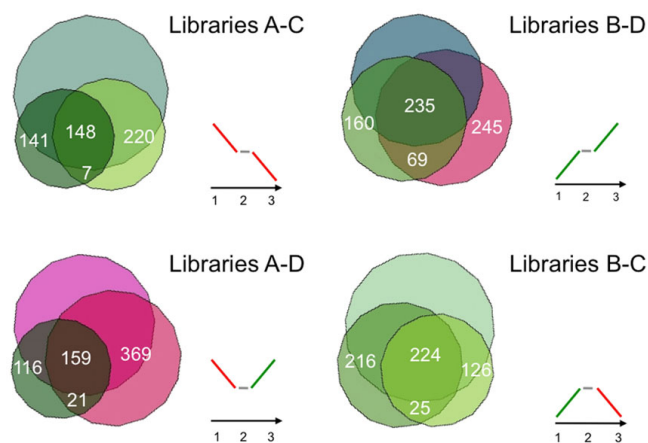 Libraries A-C
141 148 220
7
1 2 3
Libraries B-D
160 235 245
69
1 2 3
Libraries A-D
116 159 369
21
1 2 3
Libraries B-C
216 224 126
25
1 2 3